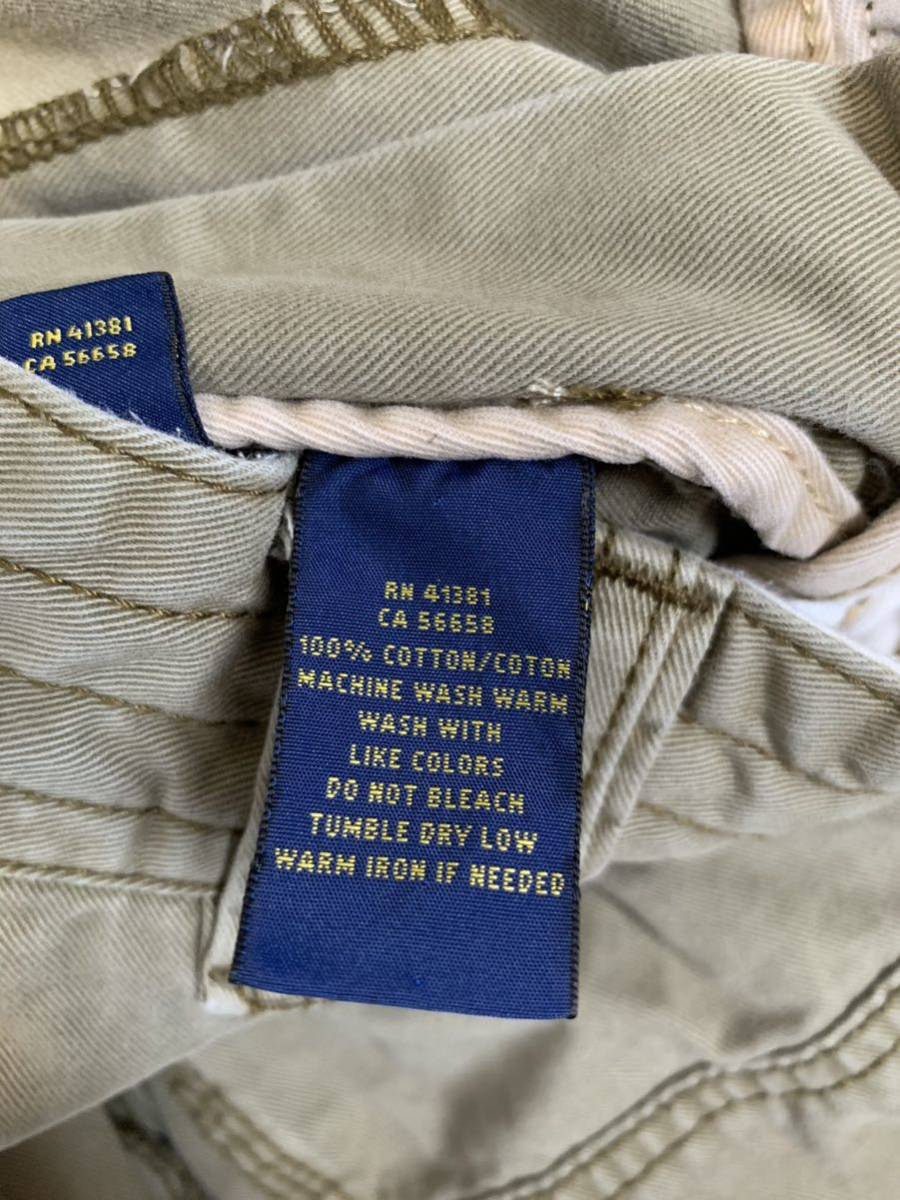 RN 41381
CA 56658
RN 41381
CA 56658
100% COTTON/COTON
MACHINE WASH WARM
WASH WITH
LIKE COLORS
DO NOT BLEACH
TUMBLE DRY LOW
WARM IRON IF NEEDED